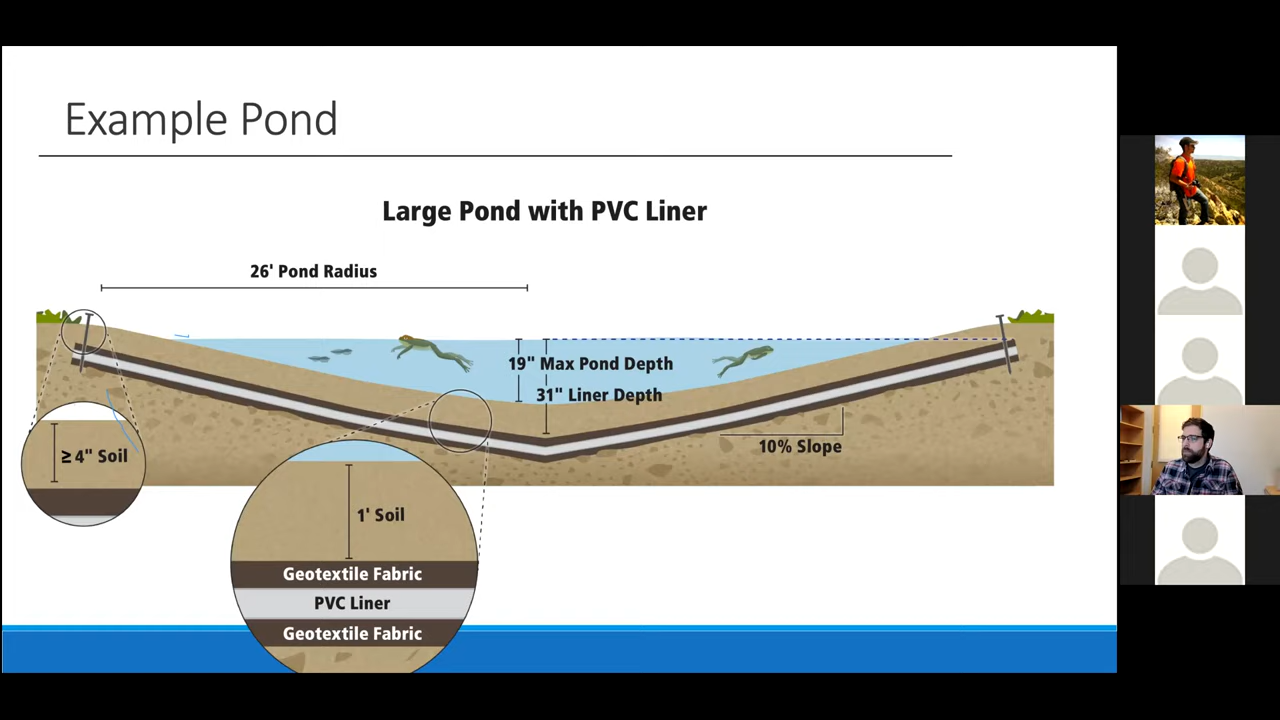 Example Pond
Large Pond with PVC Liner
26' Pond Radius
19" Max Pond Depth
31" Liner Depth
10% Slope
≥ 4" Soil
1' Soil
Geotextile Fabric
PVC Liner
Geotextile Fabric